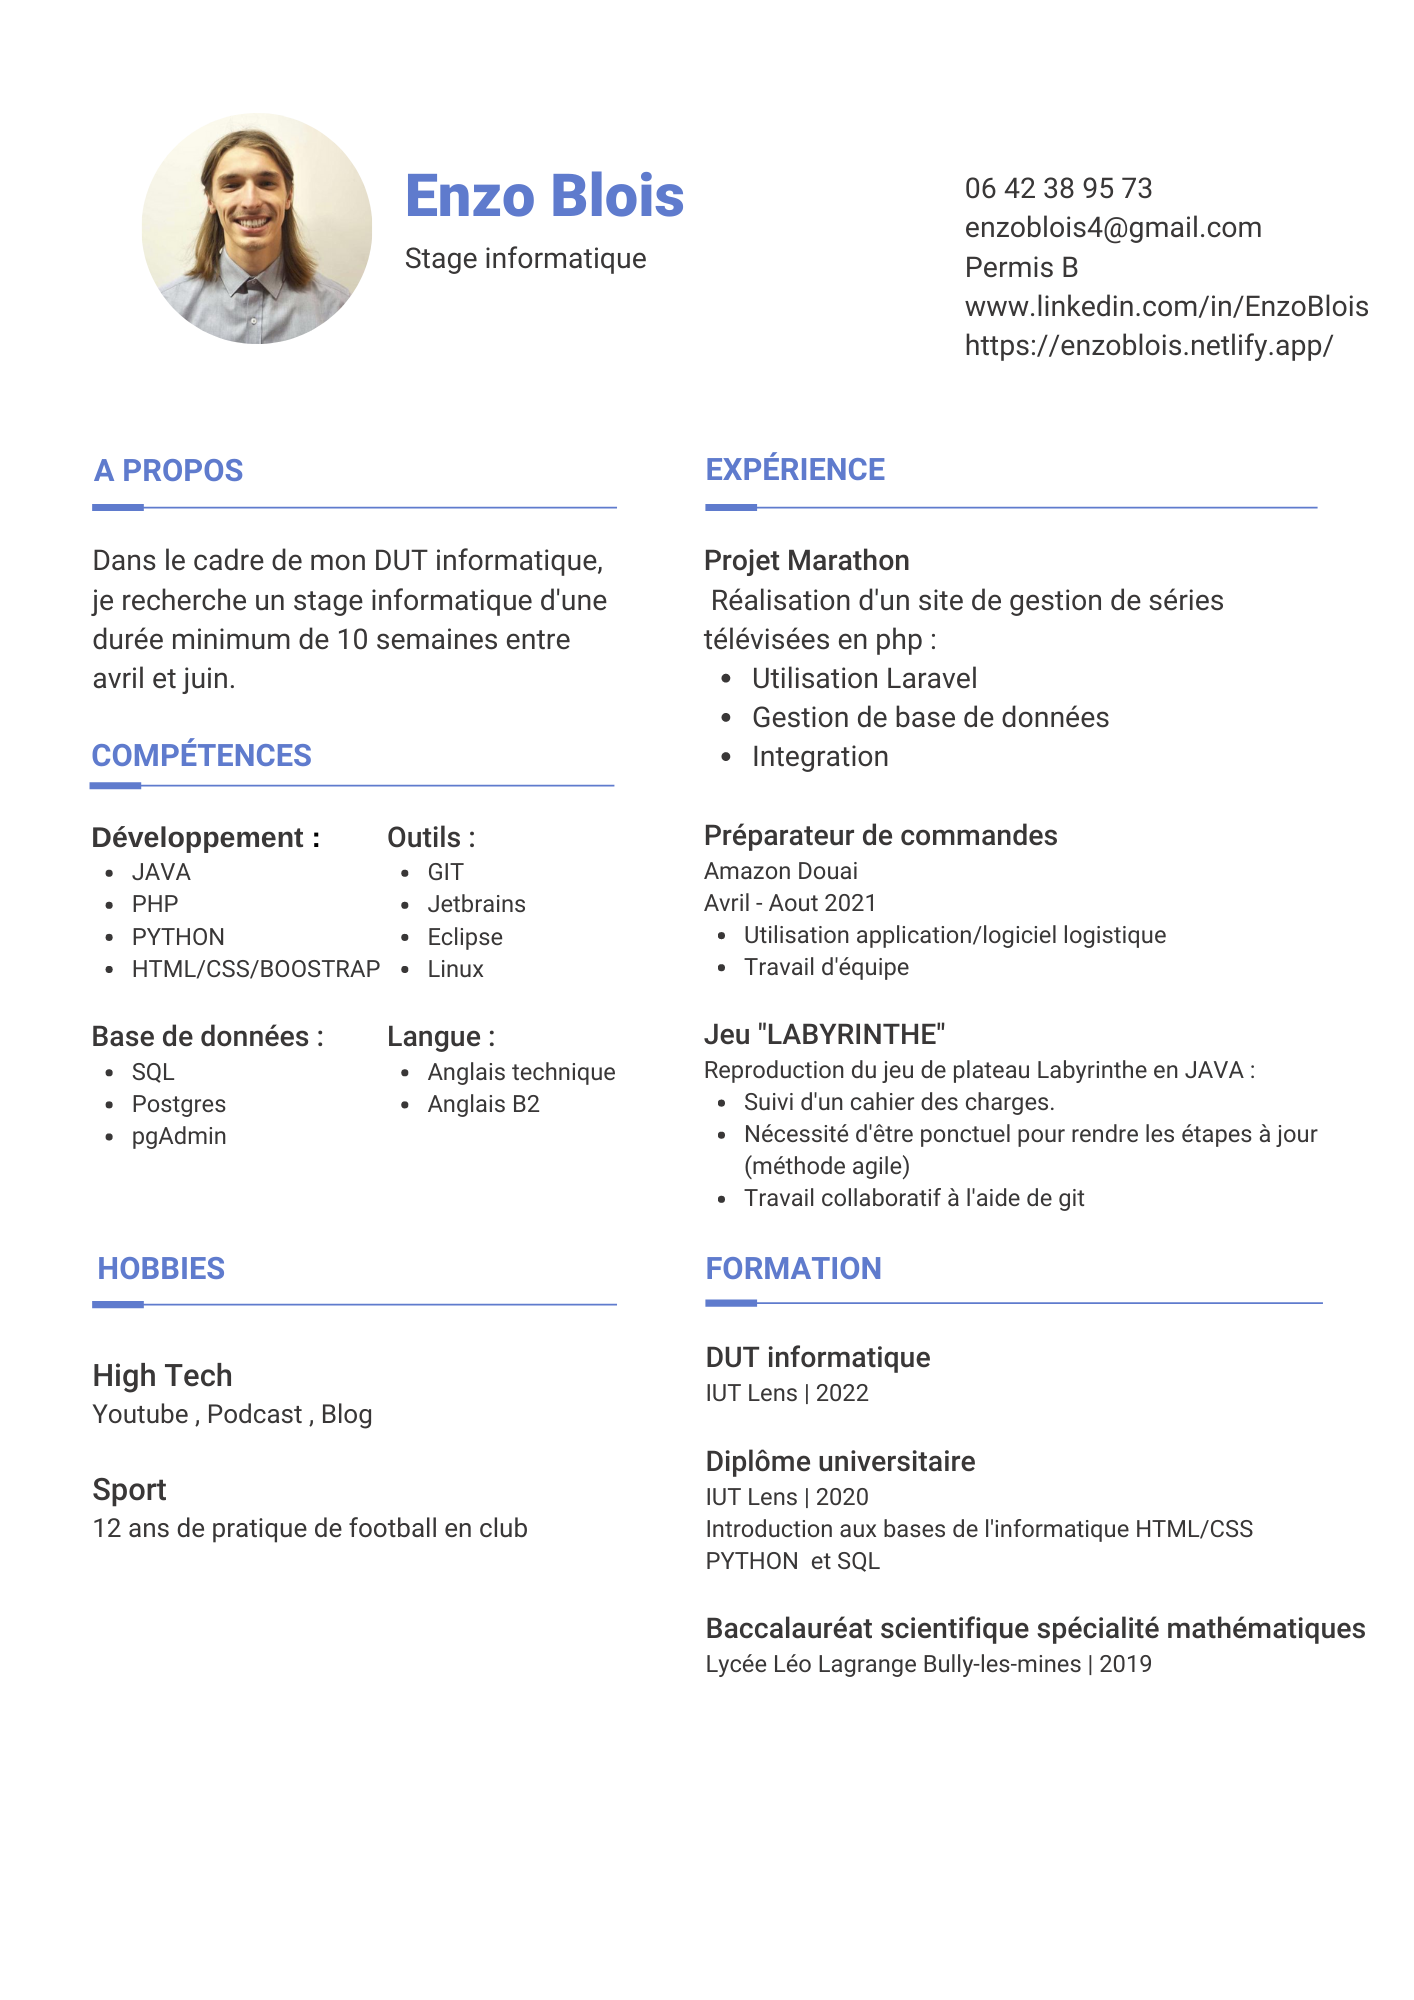 Enzo Blois
Stage informatique
06 42 38 95 73
enzoblois4@gmail.com
Permis B
www.linkedin.com/in/EnzoBlois
https://enzoblois.netlify.app/
A PROPOS
Dans le cadre de mon DUT informatique,
je recherche un stage informatique d'une
durée minimum de 10 semaines entre
avril et juin.
COMPÉTENCES
Développement :
• JAVA
• PHP
• PYTHON
• HTML/CSS/BOOSTRAP
Outils :
• GIT
• Jetbrains
• Eclipse
• Linux
Base de données :
• SQL
• Postgres
• pgAdmin
Langue :
• Anglais technique
• Anglais B2
HOBBIES
High Tech
Youtube , Podcast , Blog
Sport
12 ans de pratique de football en club
EXPÉRIENCE
Projet Marathon
Réalisation d'un site de gestion de séries
télévisées en php :
• Utilisation Laravel
• Gestion de base de données
• Integration
Préparateur de commandes
Amazon Douai
Avril - Aout 2021
• Utilisation application/logiciel logistique
• Travail d'équipe
Jeu "LABYRINTHE"
Reproduction du jeu de plateau Labyrinthe en JAVA :
• Suivi d'un cahier des charges.
• Nécessité d'être ponctuel pour rendre les étapes à jour
(méthode agile)
• Travail collaboratif à l'aide de git
FORMATION
DUT informatique
IUT Lens | 2022
Diplôme universitaire
IUT Lens | 2020
Introduction aux bases de l'informatique HTML/CSS
PYTHON  et SQL
Baccalauréat scientifique spécialité mathématiques
Lycée Léo Lagrange Bully-les-mines | 2019